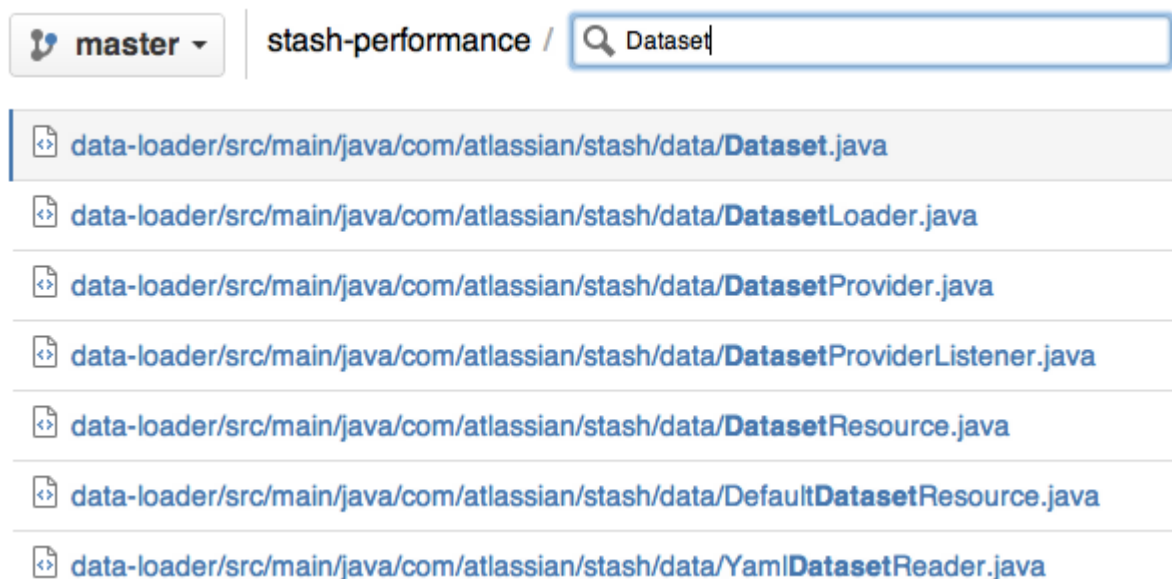 master stash-performance / Dataset
data-loader/src/main/java/com/atlassian/stash/data/Dataset.java
data-loader/src/main/java/com/atlassian/stash/data/DatasetLoader.java
data-loader/src/main/java/com/atlassian/stash/data/DatasetProvider.java
data-loader/src/main/java/com/atlassian/stash/data/DatasetProviderListener.java
data-loader/src/main/java/com/atlassian/stash/data/DatasetResource.java
data-loader/src/main/java/com/atlassian/stash/data/DefaultDatasetResource.java
data-loader/src/main/java/com/atlassian/stash/data/YamlDatasetReader.java